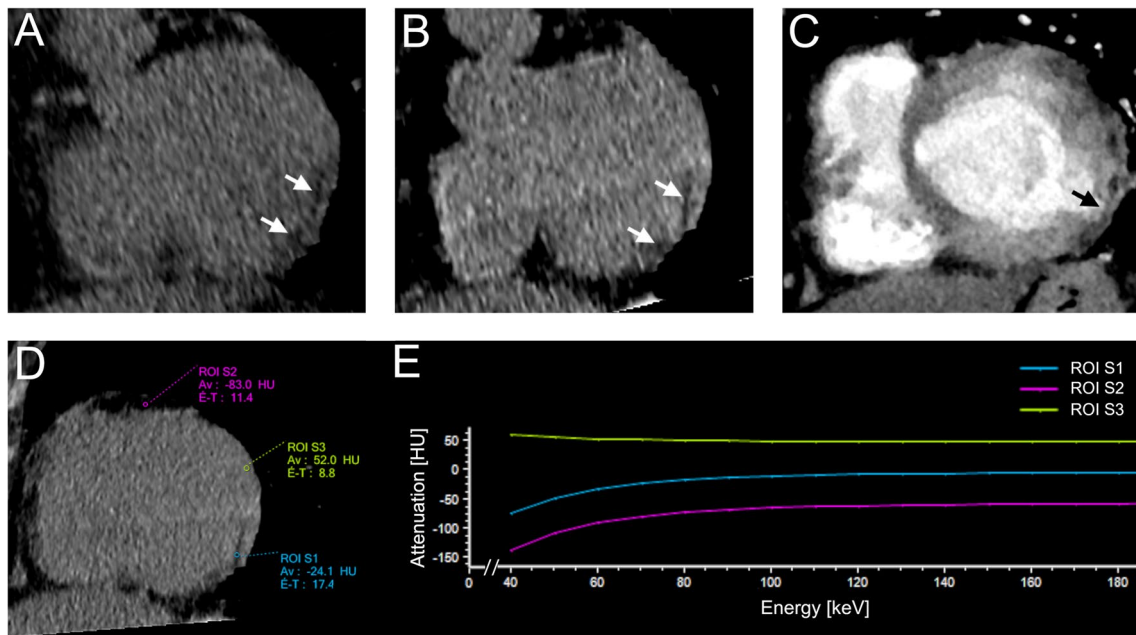 A
B
C
D
ROI S2
Av : -83.0 HU
É-T : 11.4
ROI S3
Av : 52.0 HU
É-T : 8.8
ROI S1
Av : -24.1 HU
É-T : 17.4
E
ROI S1
ROI S2
ROI S3
Attenuation [HU]
50
0
-50
-100
-150
0 40 60 80 100 120 140 160 180
Energy [keV]